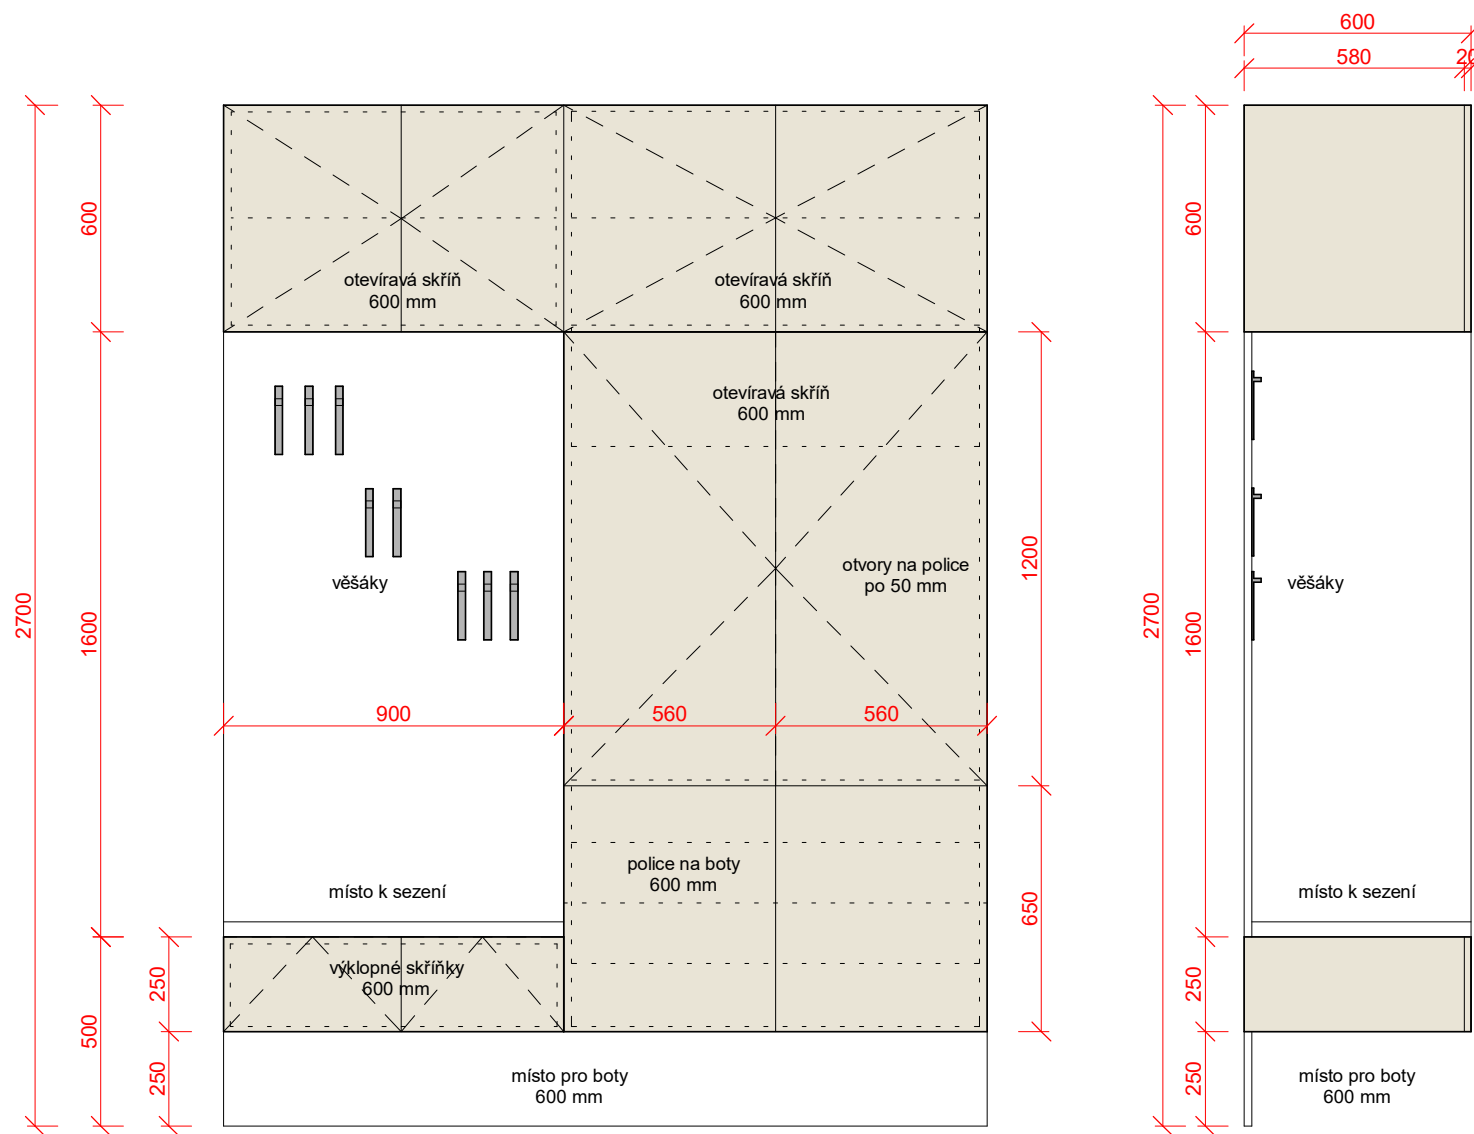 600
580
20
otevíravá skříň
600 mm
otevíravá skříň
600 mm
600
600
otevíravá skříň
600 mm
otvory na police
po 50 mm
věšáky
věšáky
1200
2700
1600
2700
1600
900
560
560
police na boty
600 mm
místo k sezení
místo k sezení
650
výklopné skříňky
600 mm
250
250
500
250
250
místo pro boty
600 mm
místo pro boty
600 mm